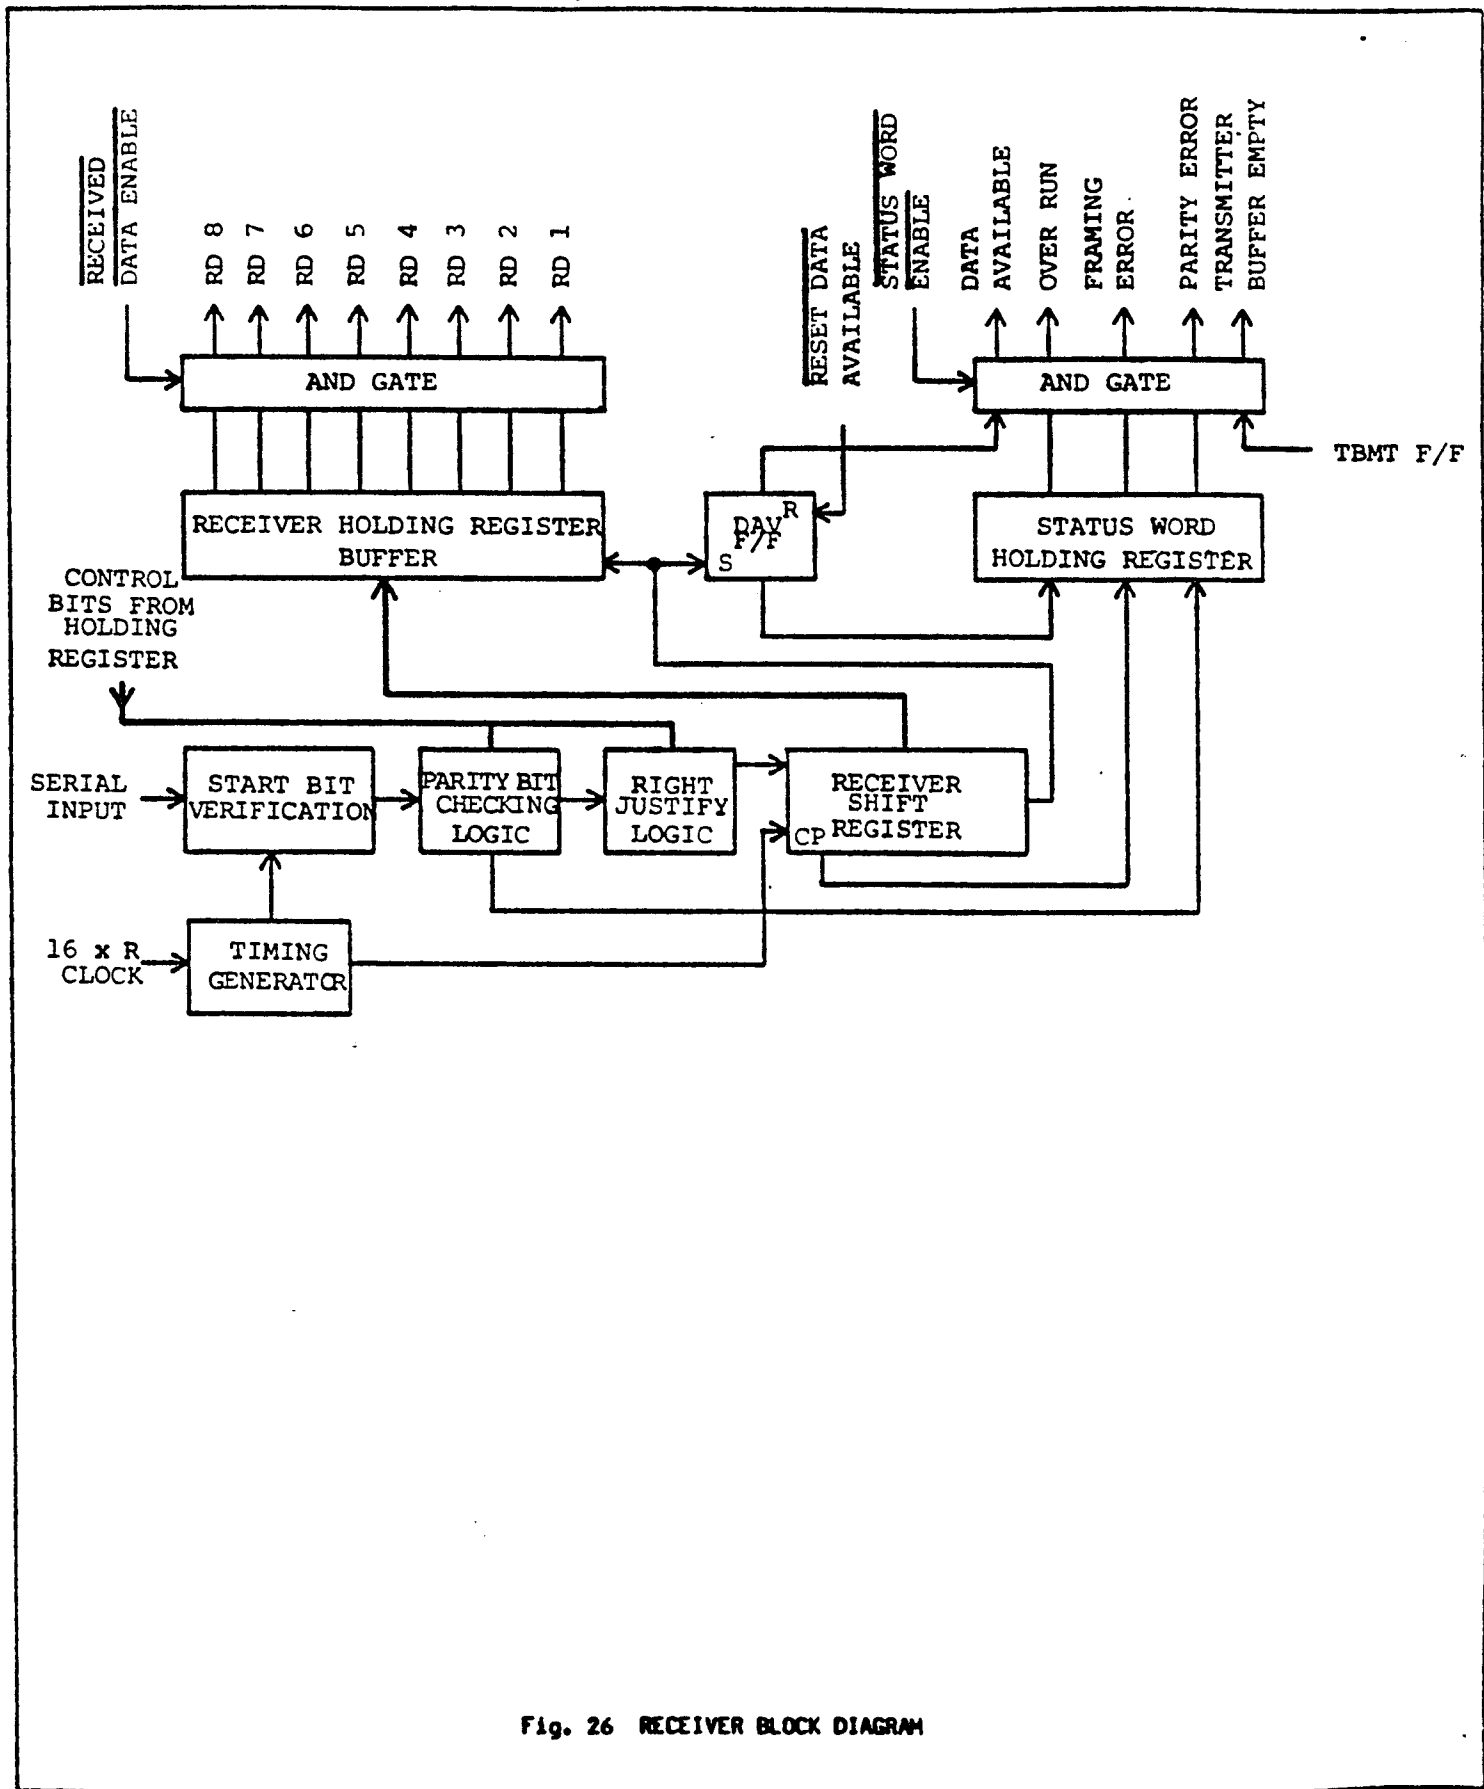 RECEIVED
DATA ENABLE
RD 8
RD 7
RD 6
RD 5
RD 4
RD 3
RD 2
RD 1
RESET DATA
AVAILABLE
STATUS WORD
ENABLE
DATA
AVAILABLE
OVER RUN
FRAMING
ERROR
PARITY ERROR
TRANSMITTER
BUFFER EMPTY
AND GATE
AND GATE
TBMT F/F
RECEIVER HOLDING REGISTER
BUFFER
DAV
F/F
R
S
STATUS WORD
HOLDING REGISTER
CONTROL
BITS FROM
HOLDING
REGISTER
SERIAL
INPUT
START BIT
VERIFICATION
PARITY BIT
CHECKING
LOGIC
RIGHT
JUSTIFY
LOGIC
RECEIVER
SHIFT
REGISTER
CP
16 x R
CLOCK
TIMING
GENERATOR
Fig. 26 RECEIVER BLOCK DIAGRAM